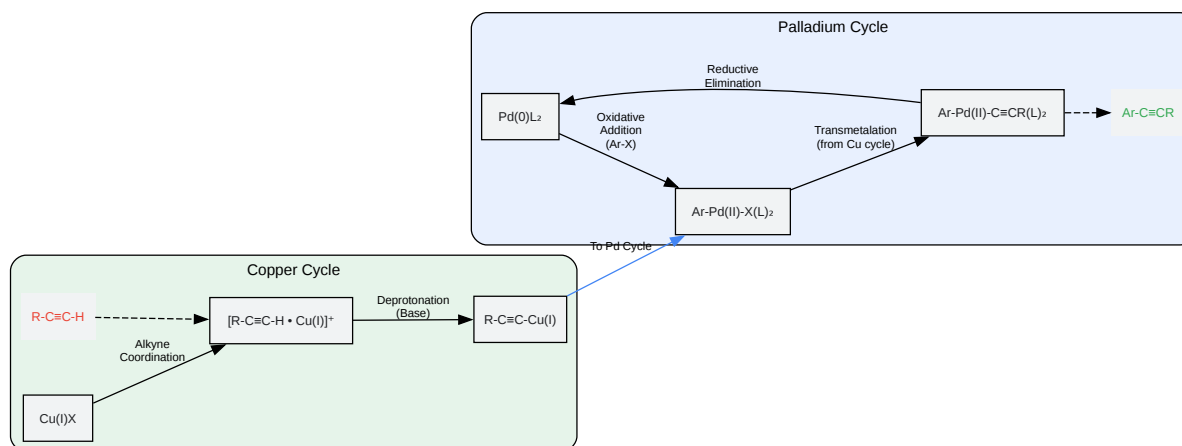 Palladium Cycle
Reductive
Elimination
Pd(0)L₂
Oxidative
Addition
(Ar-X)
Ar-Pd(II)-C≡CR(L)₂
Ar-C≡CR
Transmetalation
(from Cu cycle)
Ar-Pd(II)-X(L)₂
To Pd Cycle
Copper Cycle
R-C≡C-H
[R-C≡C-H • Cu(I)]⁺
Deprotonation
(Base)
R-C≡C-Cu(I)
Alkyne
Coordination
Cu(I)X